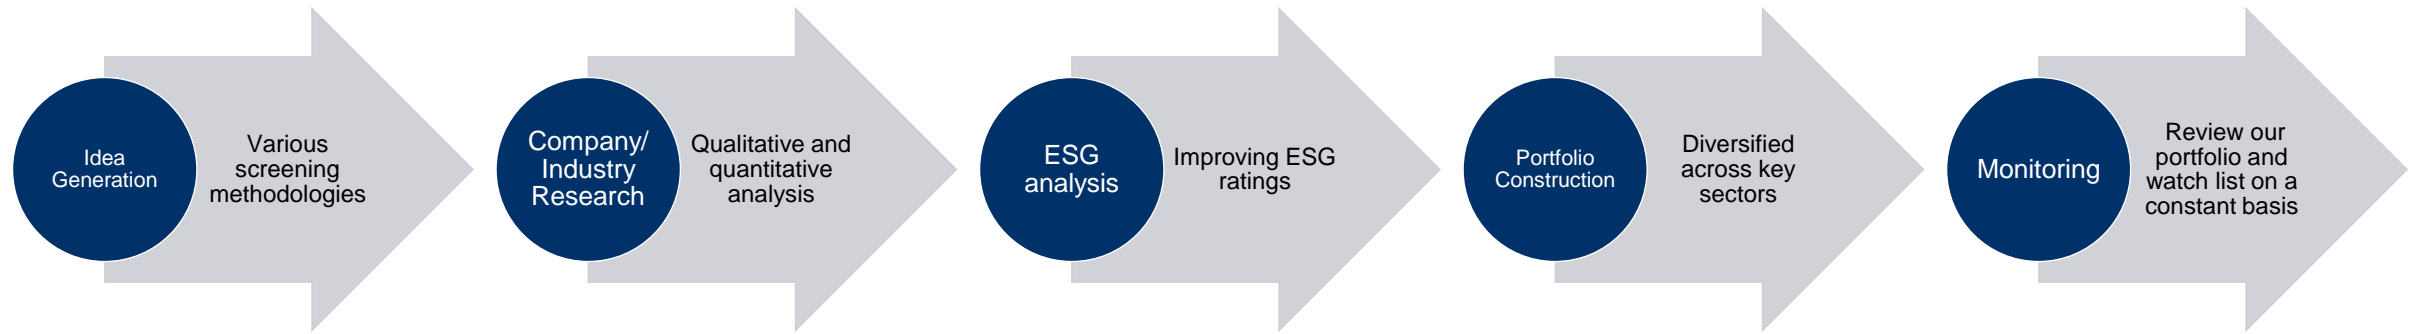 Idea
Generation
Various
screening
methodologies
Company/
Industry
Research
Qualitative and
quantitative
analysis
ESG
analysis
Improving ESG
ratings
Portfolio
Construction
Diversified
across key
sectors
Monitoring
Review our
portfolio and
watch list on a
constant basis